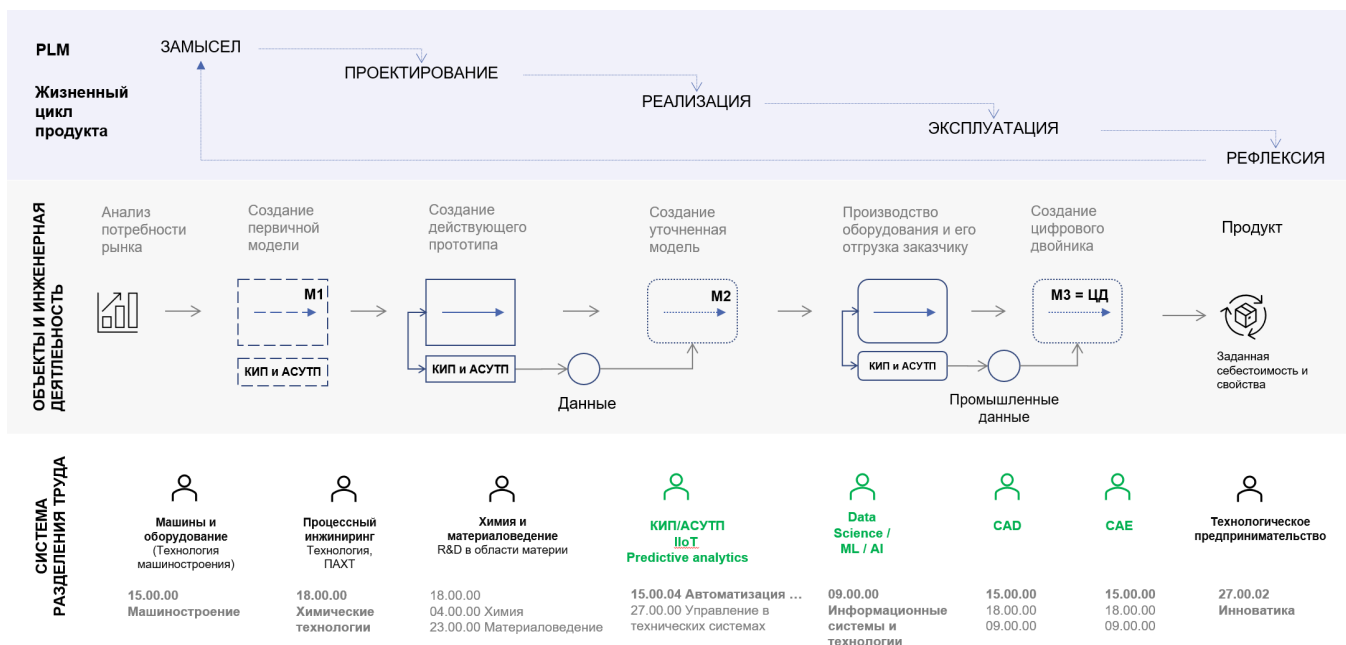 PLM
Жизненный
цикл
продукта
ЗАМЫСЕЛ
ПРОЕКТИРОВАНИЕ
РЕАЛИЗАЦИЯ
ЭКСПЛУАТАЦИЯ
РЕФЛЕКСИЯ
ОБЪЕКТЫ И ИНЖЕНЕРНАЯ
ДЕЯТЛЕЬНОСТЬ
Анализ
потребности
рынка
Создание
первичной
модели
Создание
действующего
прототипа
Создание
уточненная
модель
Производство
оборудования и его
отгрузка заказчику
Создание
цифрового
двойника
Продукт
М1
КИП и АСУТП
КИП и АСУТП
Данные
М2
КИП и АСУТП
Промышленные
данные
М3 = ЦД
Заданная
себестоимость и
свойства
СИСТЕМА
РАЗДЕЛЕНИЯ ТРУДА
Машины и
оборудование
(Технология
машиностроения)
15.00.00
Машиностроение
Процессный
инжиниринг
Технология,
ПАХТ
18.00.00
Химические
технологии
Химия и
материаловедение
R&D в области материи
18.00.00
04.00.00 Химия
23.00.00 Материаловедение
КИП/АСУТП
IIoT
Predictive analytics
15.00.04 Автоматизация ...
27.00.00 Управление в
технических системах
Data
Science /
ML / AI
09.00.00
Информационные
системы и
технологии
CAD
15.00.00
18.00.00
09.00.00
CAE
15.00.00
18.00.00
09.00.00
Технологическое
предпринимательство
27.00.02
Инноватика